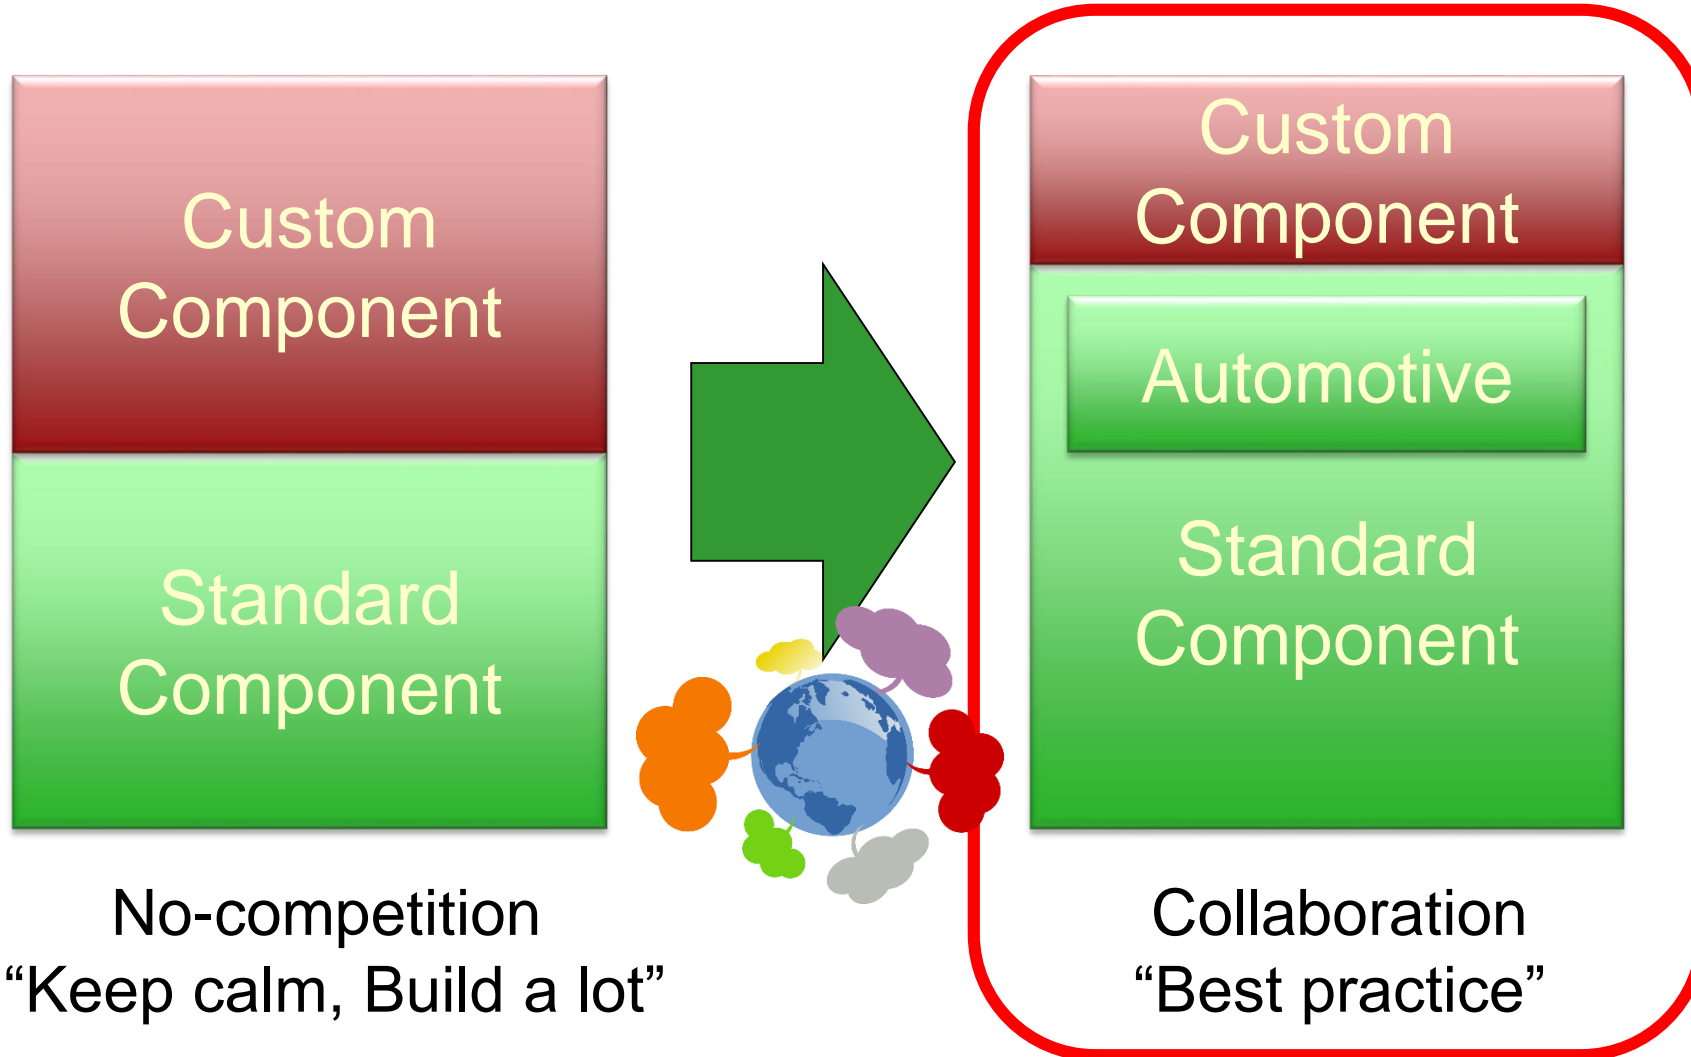 Custom
Component
Standard
Component
No-competition
“Keep calm, Build a lot”
Custom
Component
Automotive
Standard
Component
Collaboration
“Best practice”